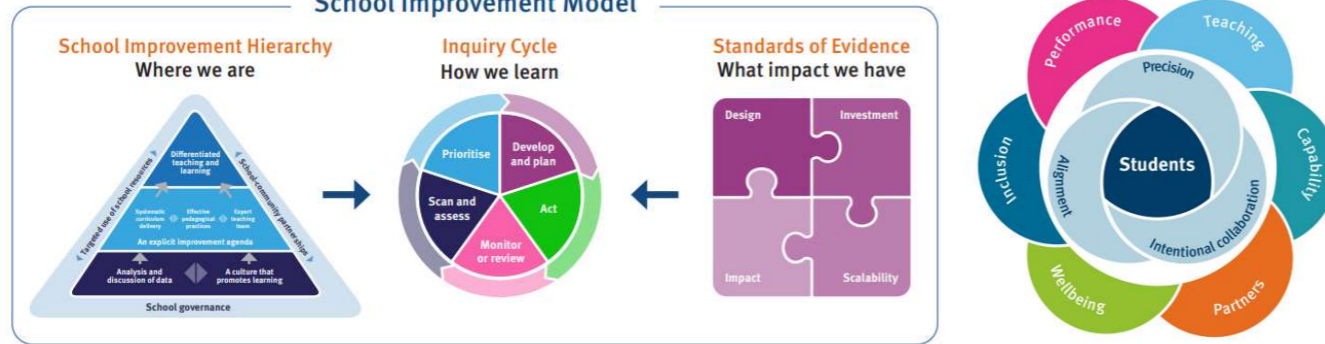 School Improvement Model
School Improvement Hierarchy
Where we are
Differentiated
teaching and
learning
Systematic
curriculum
delivery
Effective
pedagogical
practices
Expert
teaching
team
An explicit improvement agenda
Analysis and
discussion of data
A culture that
promotes learning
Targeted use of school resources
School-community partnerships
School governance
Inquiry Cycle
How we learn
Prioritise
Develop
and plan
Scan and
assess
Act
Monitor
or review
Standards of Evidence
What impact we have
Design
Investment
Impact
Scalability
Performance
Teaching
Inclusion
Capability
Wellbeing
Partners
Precision
Alignment
Intentional collaboration
Students